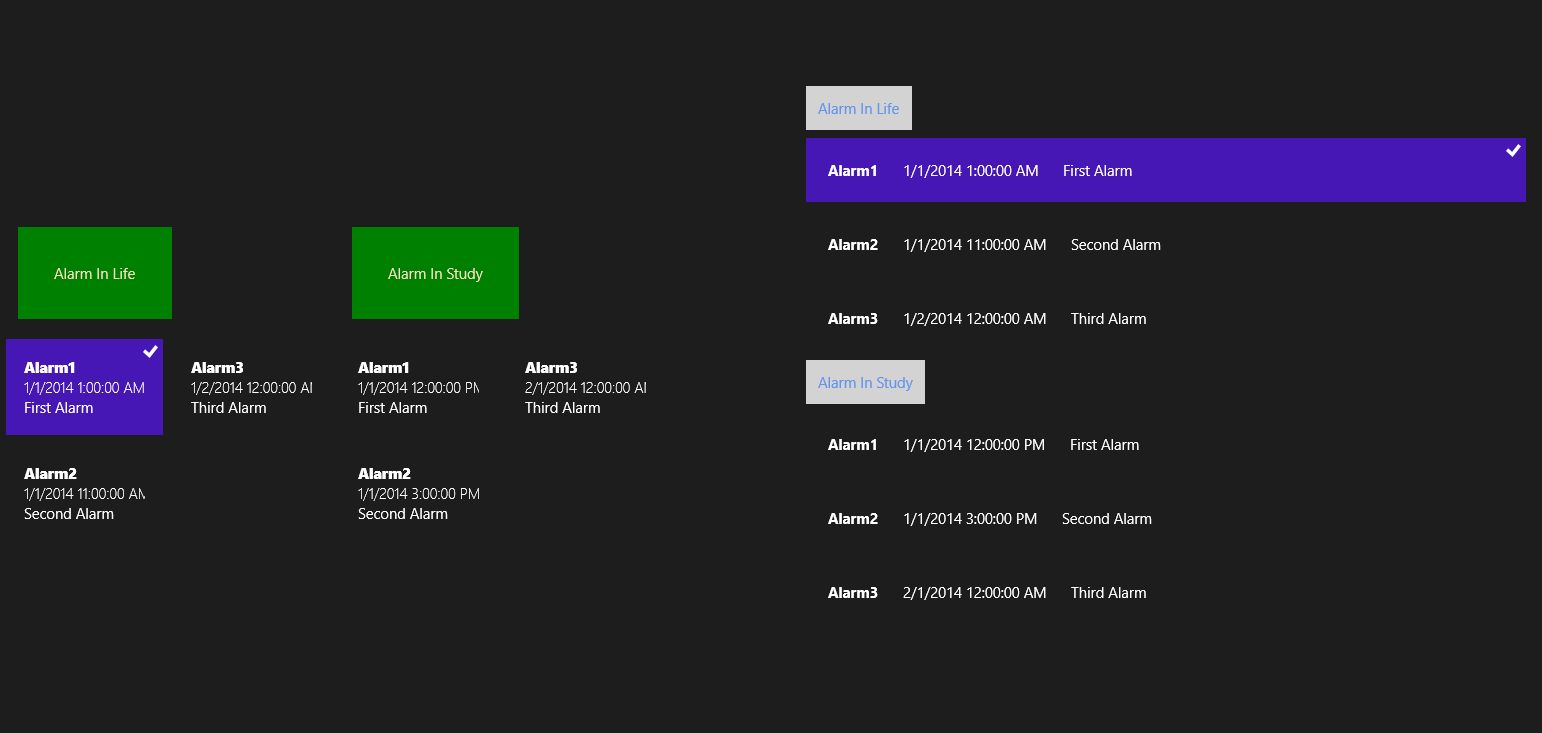 Alarm In Life
Alarm1
1/1/2014 1:00:00 AM
First Alarm
Alarm2
1/1/2014 11:00:00 AM
Second Alarm
Alarm3
1/2/2014 12:00:00 AI
Third Alarm
Alarm In Study
Alarm1
1/1/2014 12:00:00 PM
First Alarm
Alarm2
1/1/2014 3:00:00 PM
Second Alarm
Alarm3
2/1/2014 12:00:00 AI
Third Alarm
Alarm In Life
Alarm1 1/1/2014 1:00:00 AM First Alarm
Alarm2 1/1/2014 11:00:00 AM Second Alarm
Alarm3 1/2/2014 12:00:00 AM Third Alarm
Alarm In Study
Alarm1 1/1/2014 12:00:00 PM First Alarm
Alarm2 1/1/2014 3:00:00 PM Second Alarm
Alarm3 2/1/2014 12:00:00 AM Third Alarm